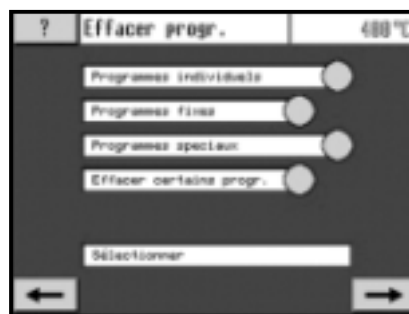 ? Effacer progr. 400 °C
Programmes individuels
Programmes fixes
Programmes speciaux
Effacer certains progr.
Sélectionner